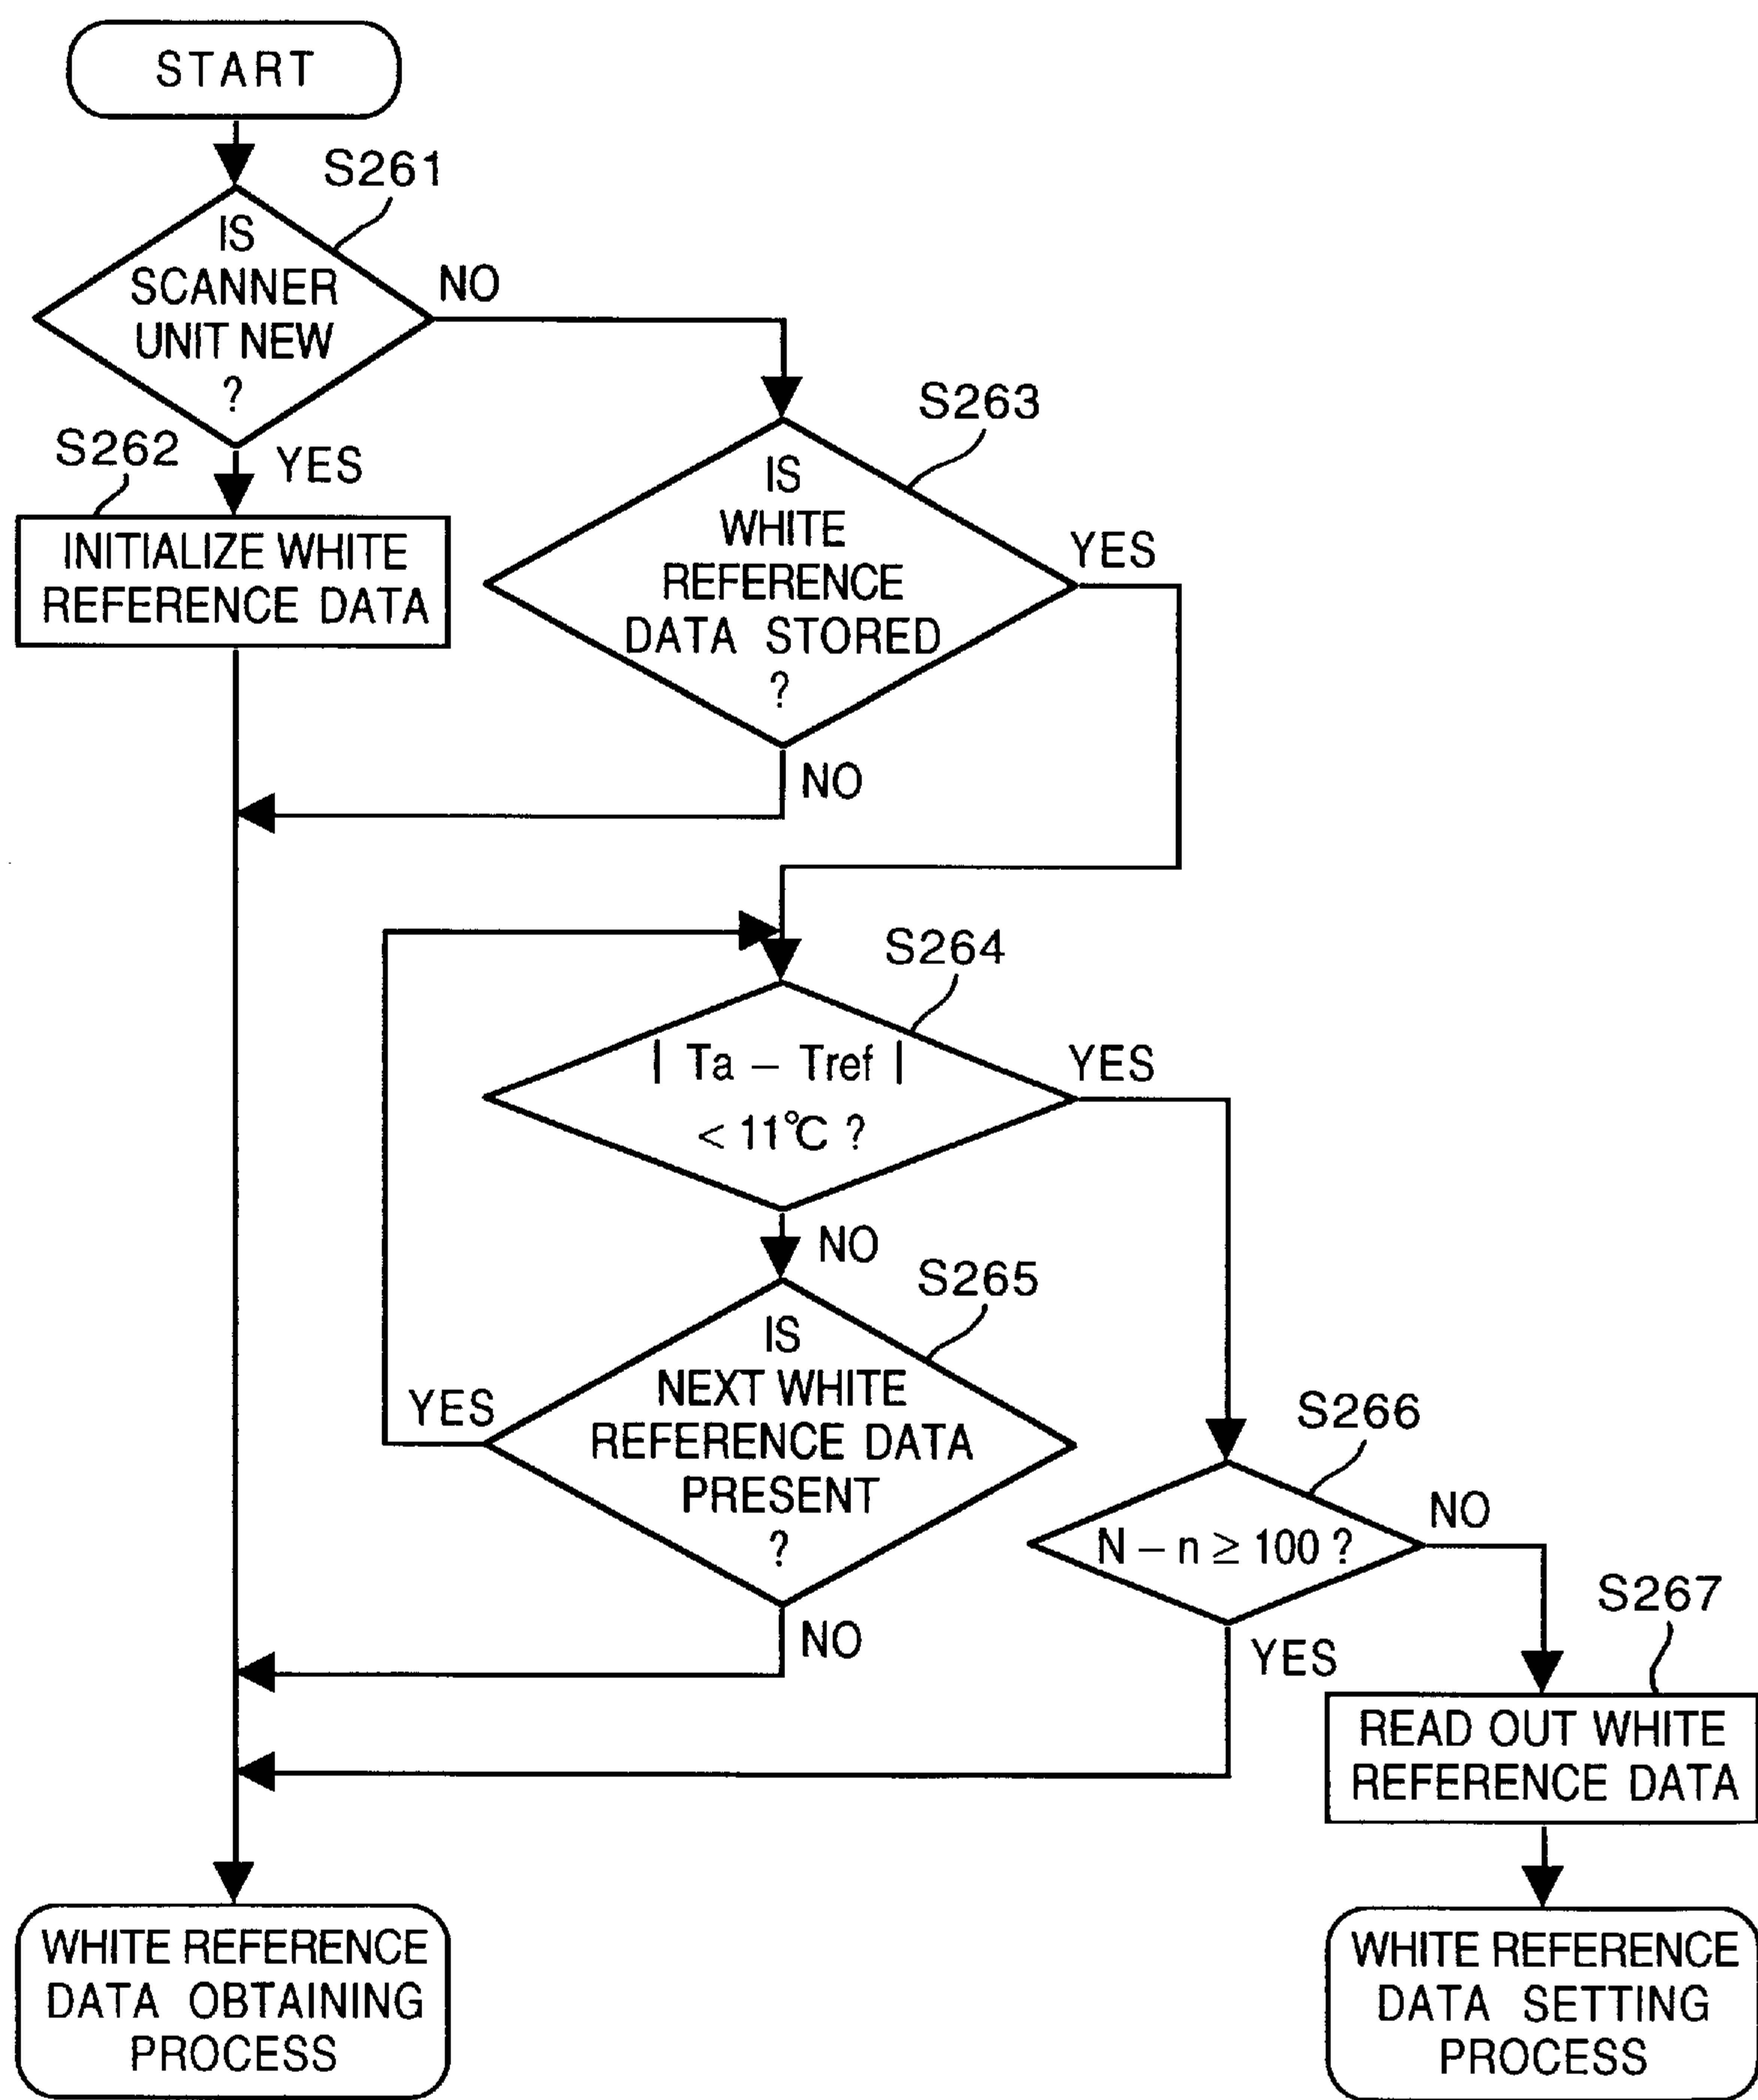 START
S261
IS
SCANNER
UNIT NEW
?
NO
S262
YES
INITIALIZE WHITE
REFERENCE DATA
S263
IS
WHITE
REFERENCE
DATA STORED
?
YES
NO
S264
| Ta – Tref |
< 11℃ ?
YES
NO
S265
IS
NEXT WHITE
REFERENCE DATA
PRESENT
?
YES
NO
S266
N – n ≥ 100 ?
NO
YES
S267
READ OUT WHITE
REFERENCE DATA
WHITE REFERENCE
DATA OBTAINING
PROCESS
WHITE REFERENCE
DATA SETTING
PROCESS